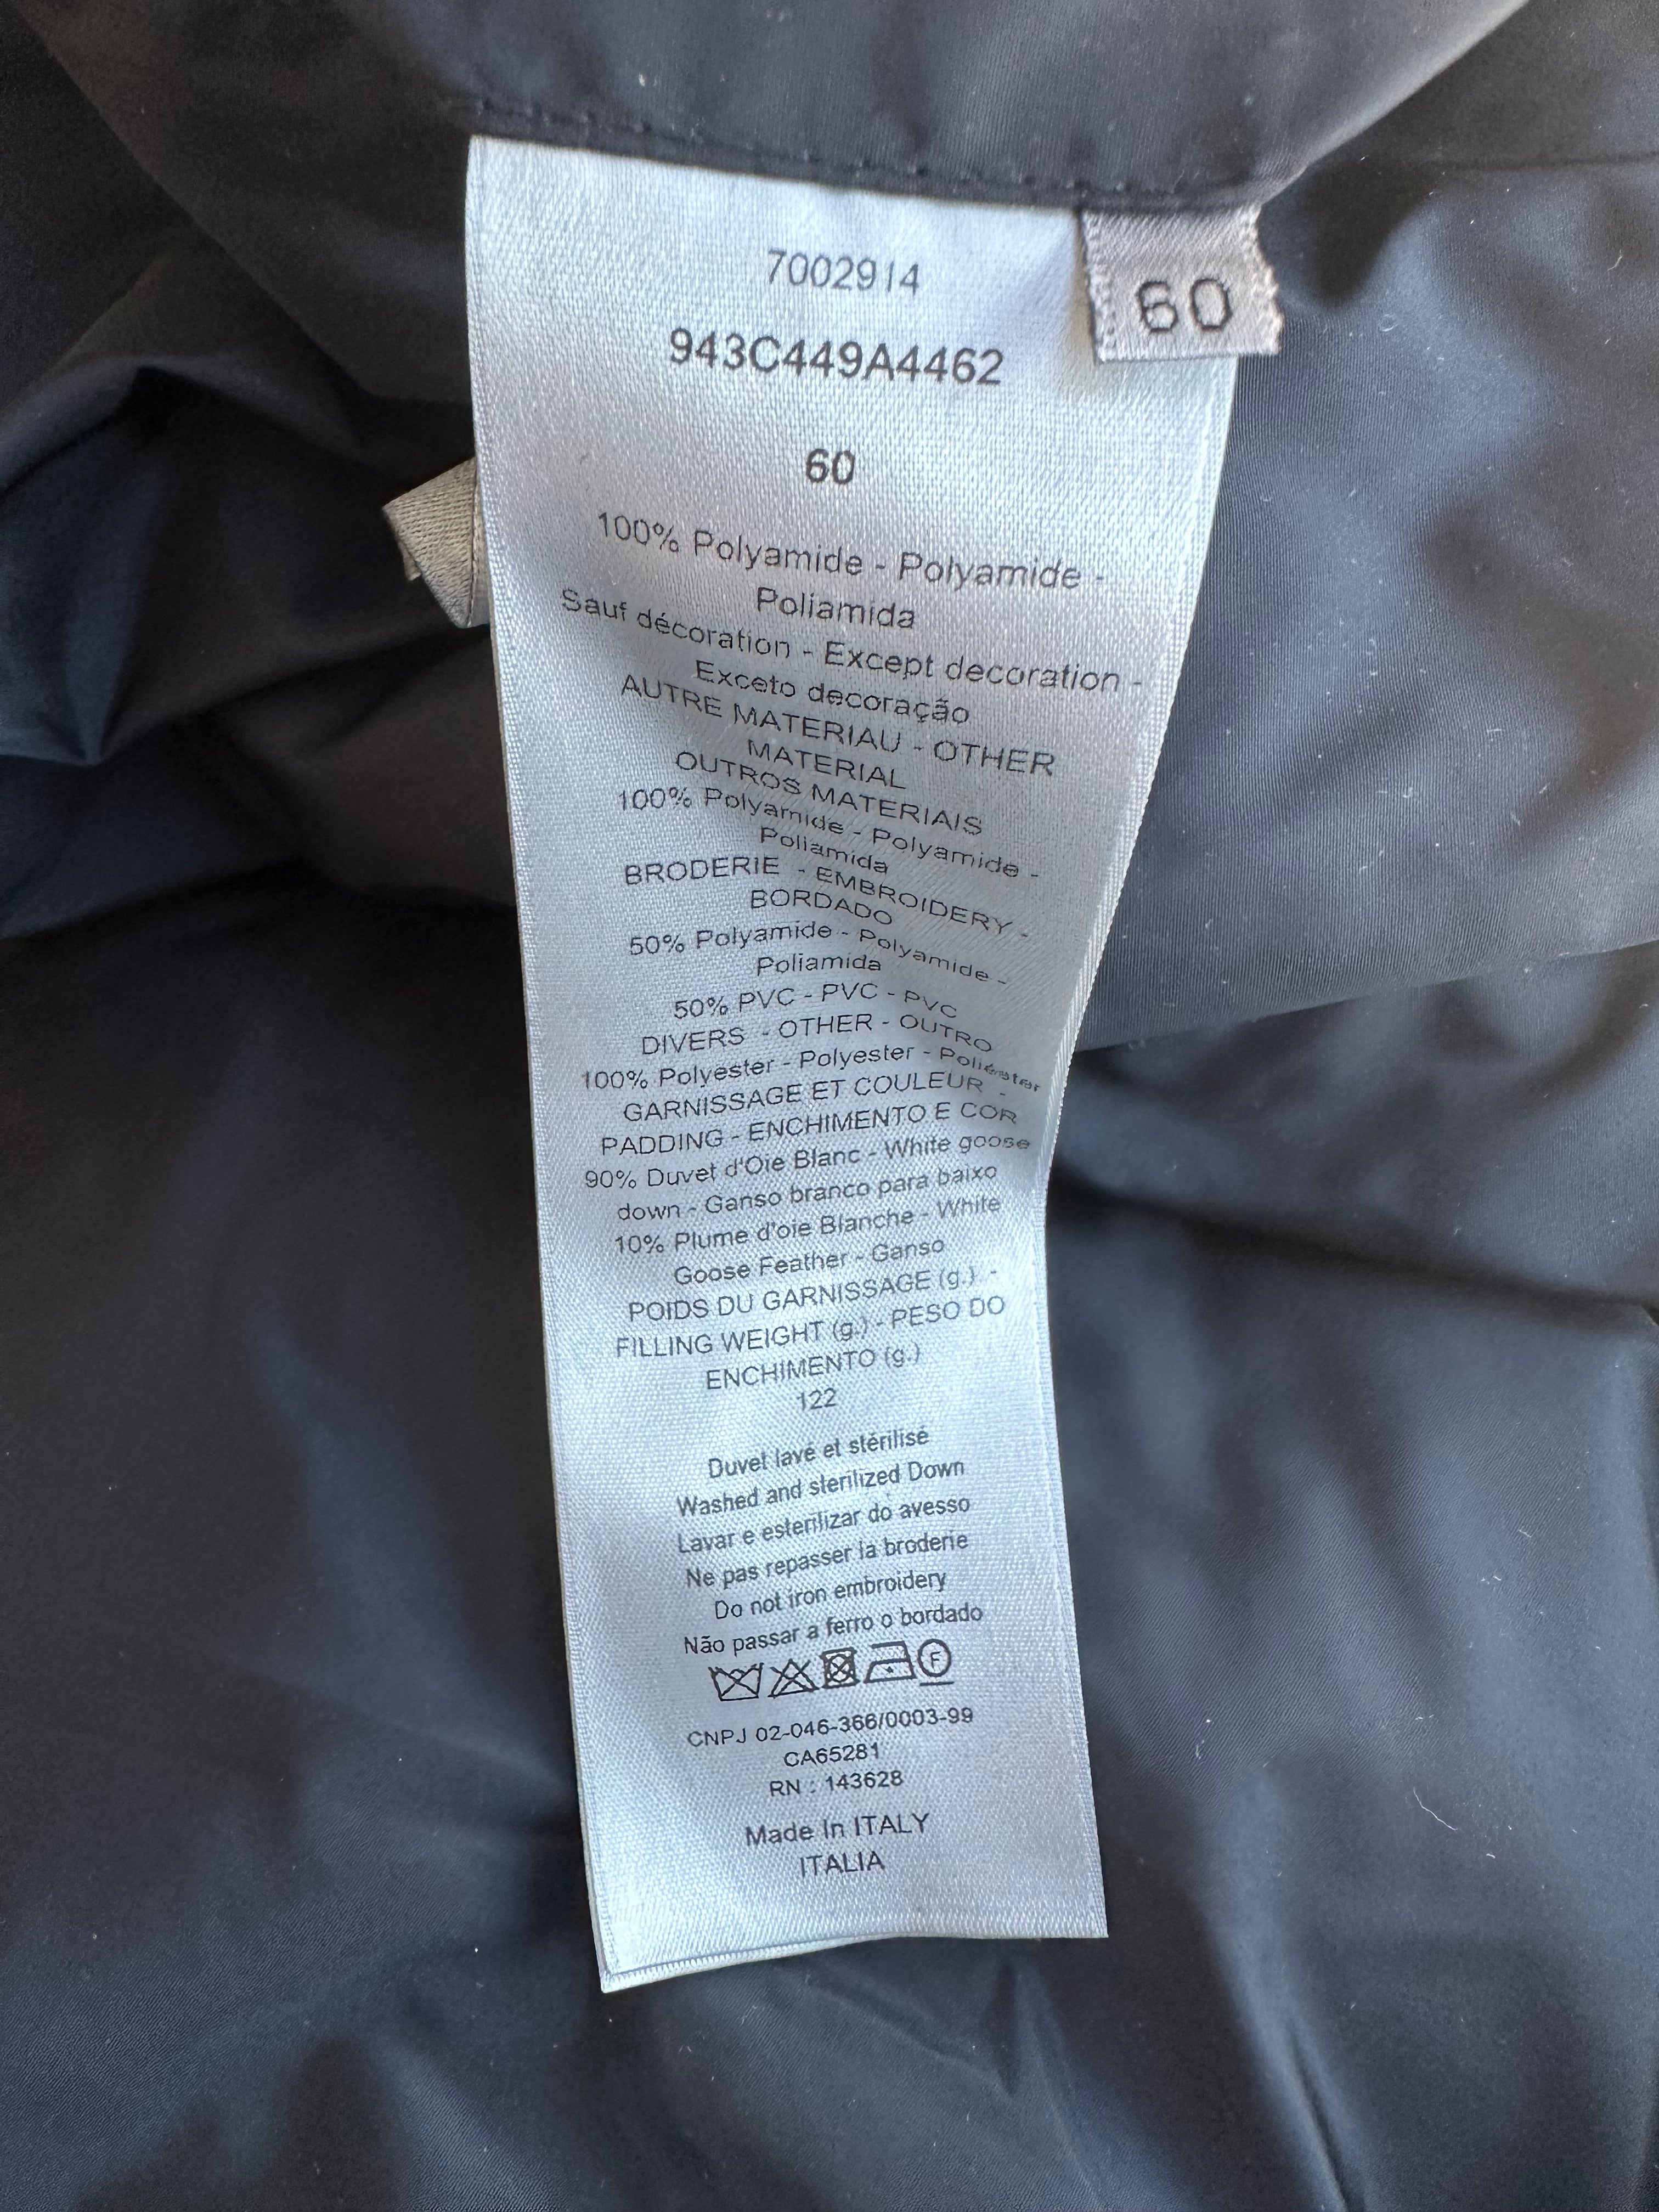 7002914
60
943C449A4462
60
100% Polyamide - Polyamide -
Poliamida
Sauf décoration - Except decoration -
Exceto decoração
AUTRE MATERIAU - OTHER
MATERIAL
OUTROS MATERIAIS
100% Polyamide - Polyamide -
Poliamida
BRODERIE - EMBROIDERY -
BORDADO
50% Polyamide - Polyamide -
Poliamida
50% PVC - PVC - PVC
DIVERS - OTHER - OUTRO
100% Polyester - Polyester - Poliéster
GARNISSAGE ET COULEUR -
PADDING - ENCHIMENTO E COR
90% Duvet d'Oie Blanc - White goose
down - Ganso branco para baixo
10% Plume d'oie Blanche - White
Goose Feather - Ganso
POIDS DU GARNISSAGE (g.) -
FILLING WEIGHT (g.) - PESO DO
ENCHIMENTO (g.)
122
Duvet lavé et stérilisé
Washed and sterilized Down
Lavar e esterilizar do avesso
Ne pas repasser la broderie
Do not iron embroidery
Não passar a ferro o bordado
F
CNPJ 02-046-366/0003-99
CA65281
RN : 143628
Made In ITALY
ITALIA